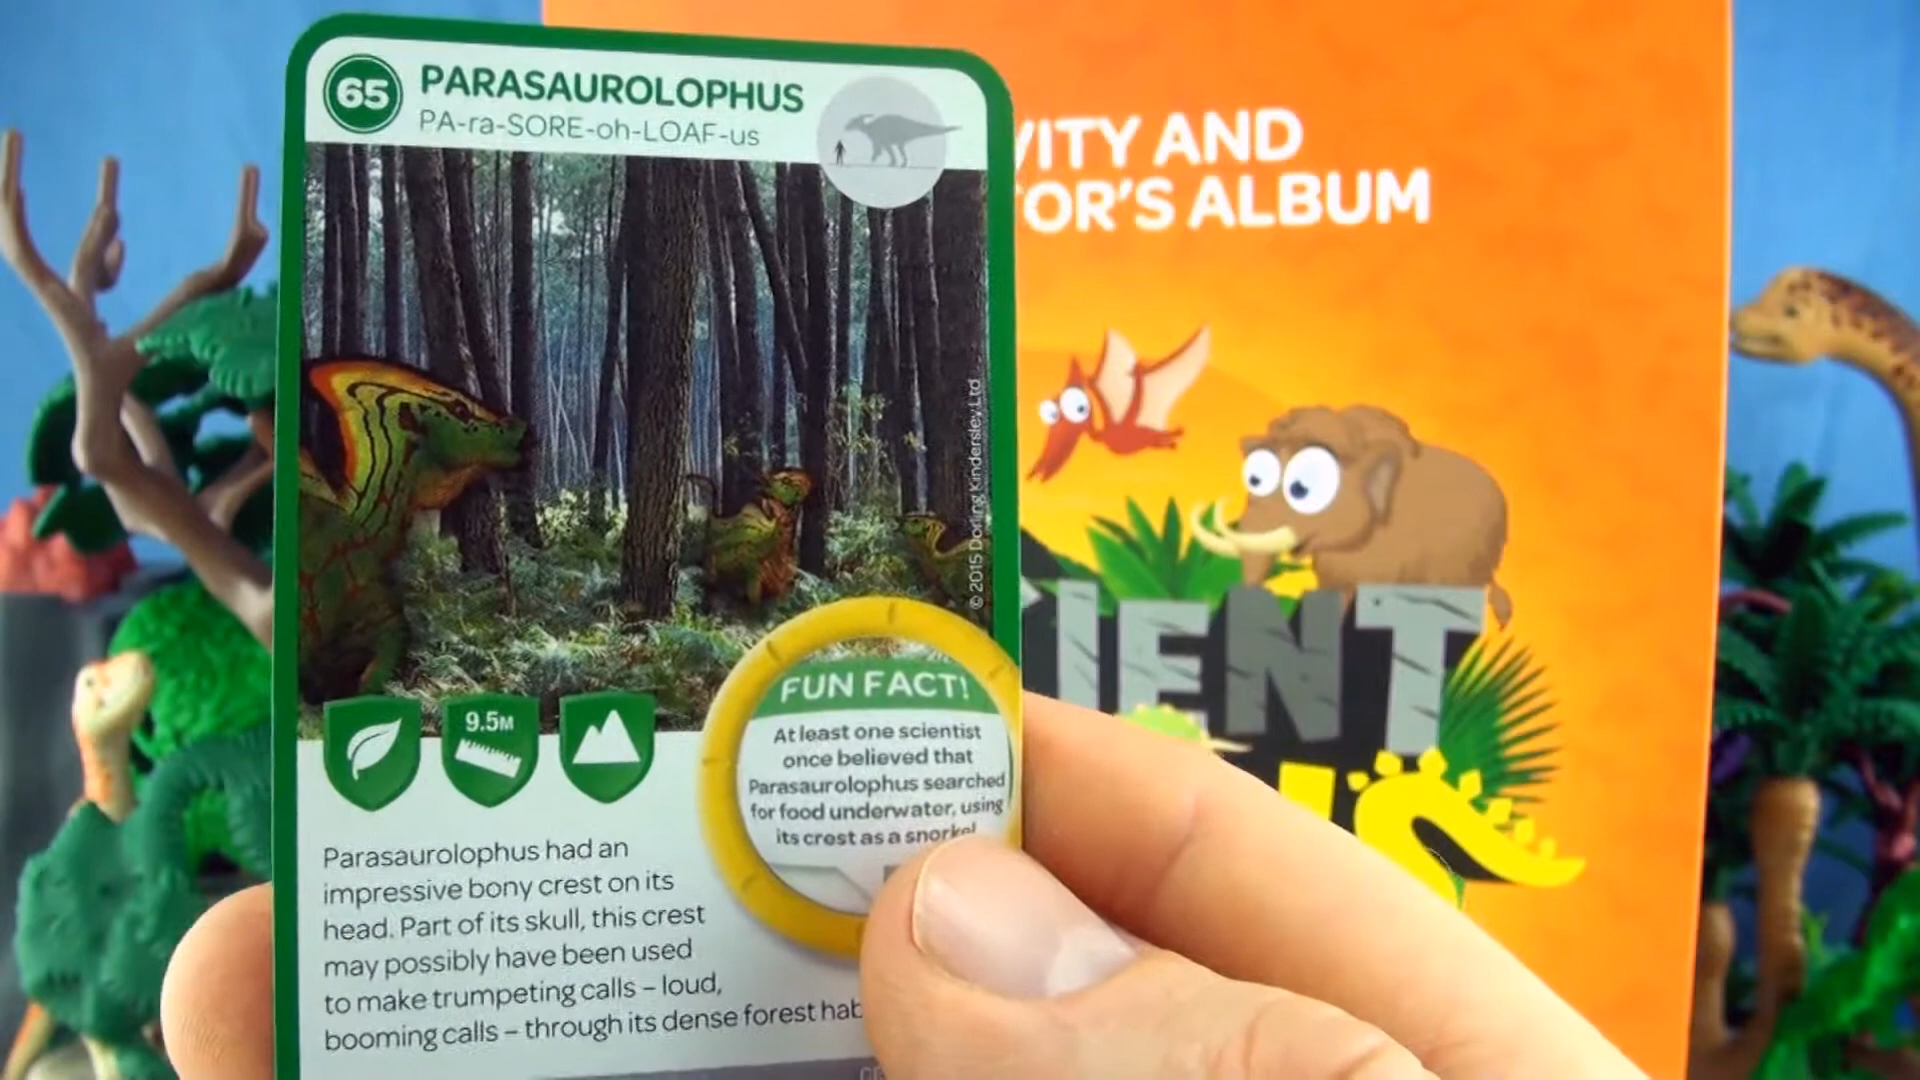 65
PARASAUROLOPHUS
PA-ra-SORE-oh-LOAF-us
© 2015 Dorling Kindersley Ltd
9.5M
FUN FACT!
At least one scientist
once believed that
Parasaurolophus searched
for food underwater, using
its crest as a snorkel
Parasaurolophus had an
impressive bony crest on its
head. Part of its skull, this crest
may possibly have been used
to make trumpeting calls – loud,
booming calls – through its dense forest hab
VITY AND
TOR'S ALBUM
IENT